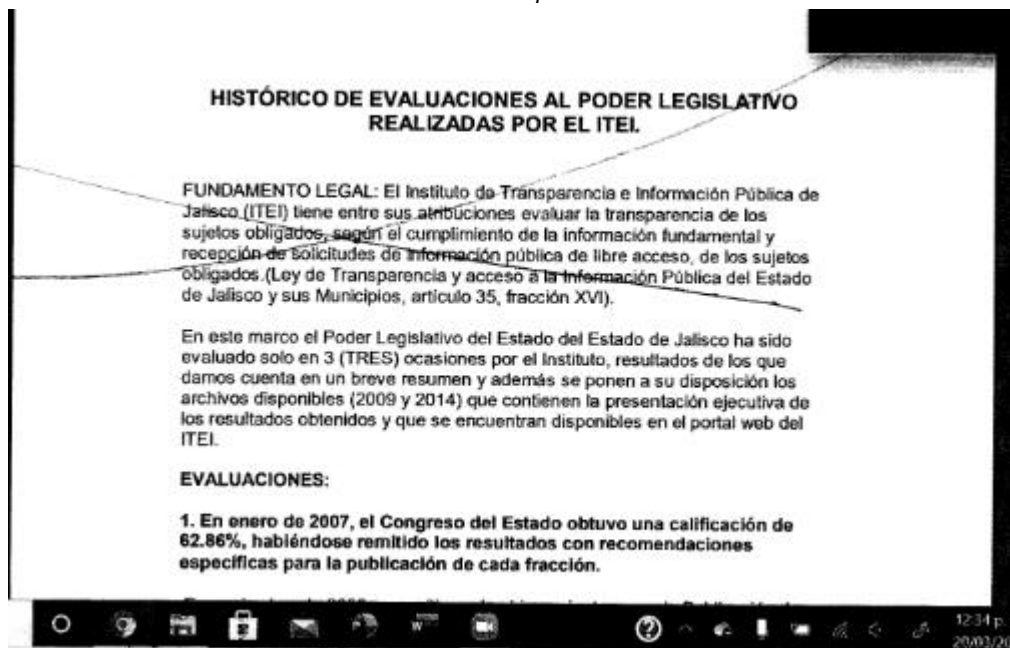 HISTÓRICO DE EVALUACIONES AL PODER LEGISLATIVO
REALIZADAS POR EL ITEI.
FUNDAMENTO LEGAL: El Instituto de Transparencia e Información Pública de
Jalisco (ITEI) tiene entre sus atribuciones evaluar la transparencia de los
sujetos obligados, según el cumplimiento de la información fundamental y
recepción de solicitudes de información pública de libre acceso, de los sujetos
obligados.(Ley de Transparencia y acceso a la Información Pública del Estado
de Jalisco y sus Municipios, artículo 35, fracción XVI).
En este marco el Poder Legislativo del Estado del Estado de Jalisco ha sido
evaluado solo en 3 (TRES) ocasiones por el Instituto, resultados de los que
damos cuenta en un breve resumen y además se ponen a su disposición los
archivos disponibles (2009 y 2014) que contienen la presentación ejecutiva de
los resultados obtenidos y que se encuentran disponibles en el portal web del
ITEI.
EVALUACIONES:
1. En enero de 2007, el Congreso del Estado obtuvo una calificación de
62.86%, habiéndose remitido los resultados con recomendaciones
específicas para la publicación de cada fracción.
12:34 p.
20/03/20